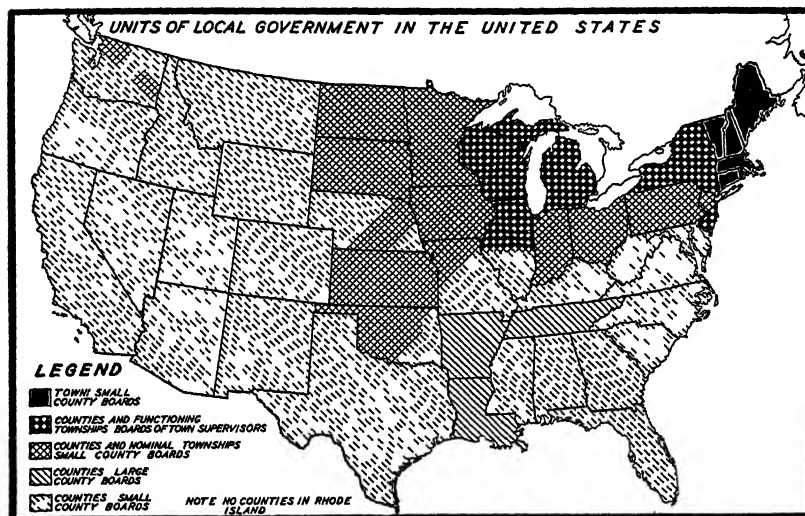 UNITS OF LOCAL GOVERNMENT IN THE UNITED STATES
LEGEND
TOWN! SMALL
COUNTY BOARDS
COUNTIES AND FUNCTIONING
TOWNSHIPS BOARDS OF TOWN SUPERVISORS
COUNTIES AND NOMINAL TOWNSHIPS
SMALL COUNTY BOARDS
COUNTIES LARGE
COUNTY BOARDS
COUNTIES SMALL
COUNTY BOARDS
NOTE NO COUNTIES IN RHODE
ISLAND